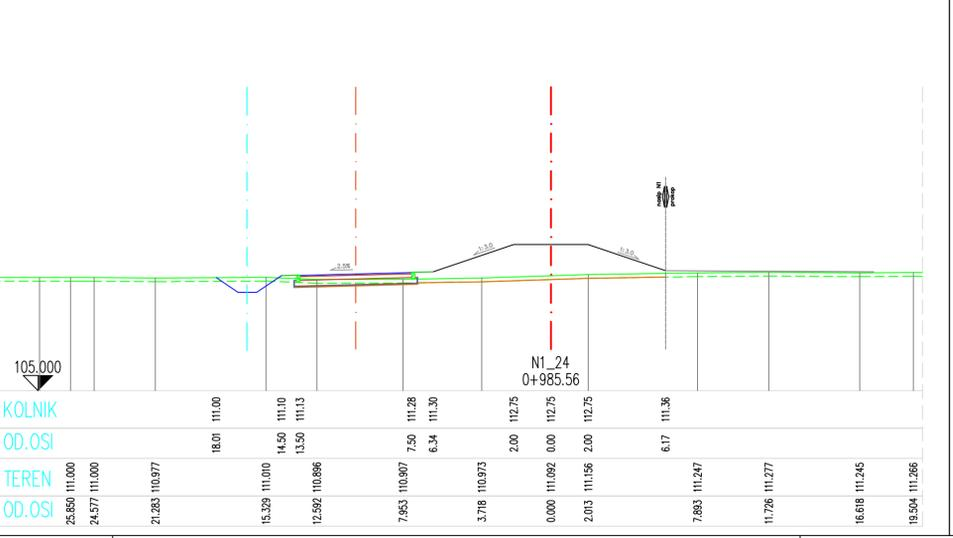 nasip N1
prokop
2.5%
1:3.0
1:3.0
105.000
N1_24
0+985.56
KOLNIK 111.00 111.10 111.13 111.28 111.30 112.75 112.75 112.75 111.36
OD.OSI 18.01 14.50 13.50 7.50 6.34 2.00 0.00 2.00 6.17
TEREN 111.000 111.000 110.977 111.010 110.896 110.907 110.973 111.092 111.156 111.247 111.277 111.245 111.266
OD.OSI 25.850 24.577 21.283 15.329 12.592 7.953 3.718 0.000 2.013 7.893 11.726 16.618 19.504